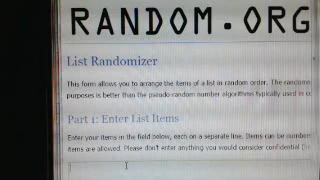 RANDOM.ORG
List Randomizer
This form allows you to arrange the items of a list in random order. The
purposes is better than the pseudo-random number algorithms typically used in
Part 1: Enter List Items
Enter your items in the field below, each on a separate line. Items can be
items are allowed. Please don't enter anything you would consider confidential